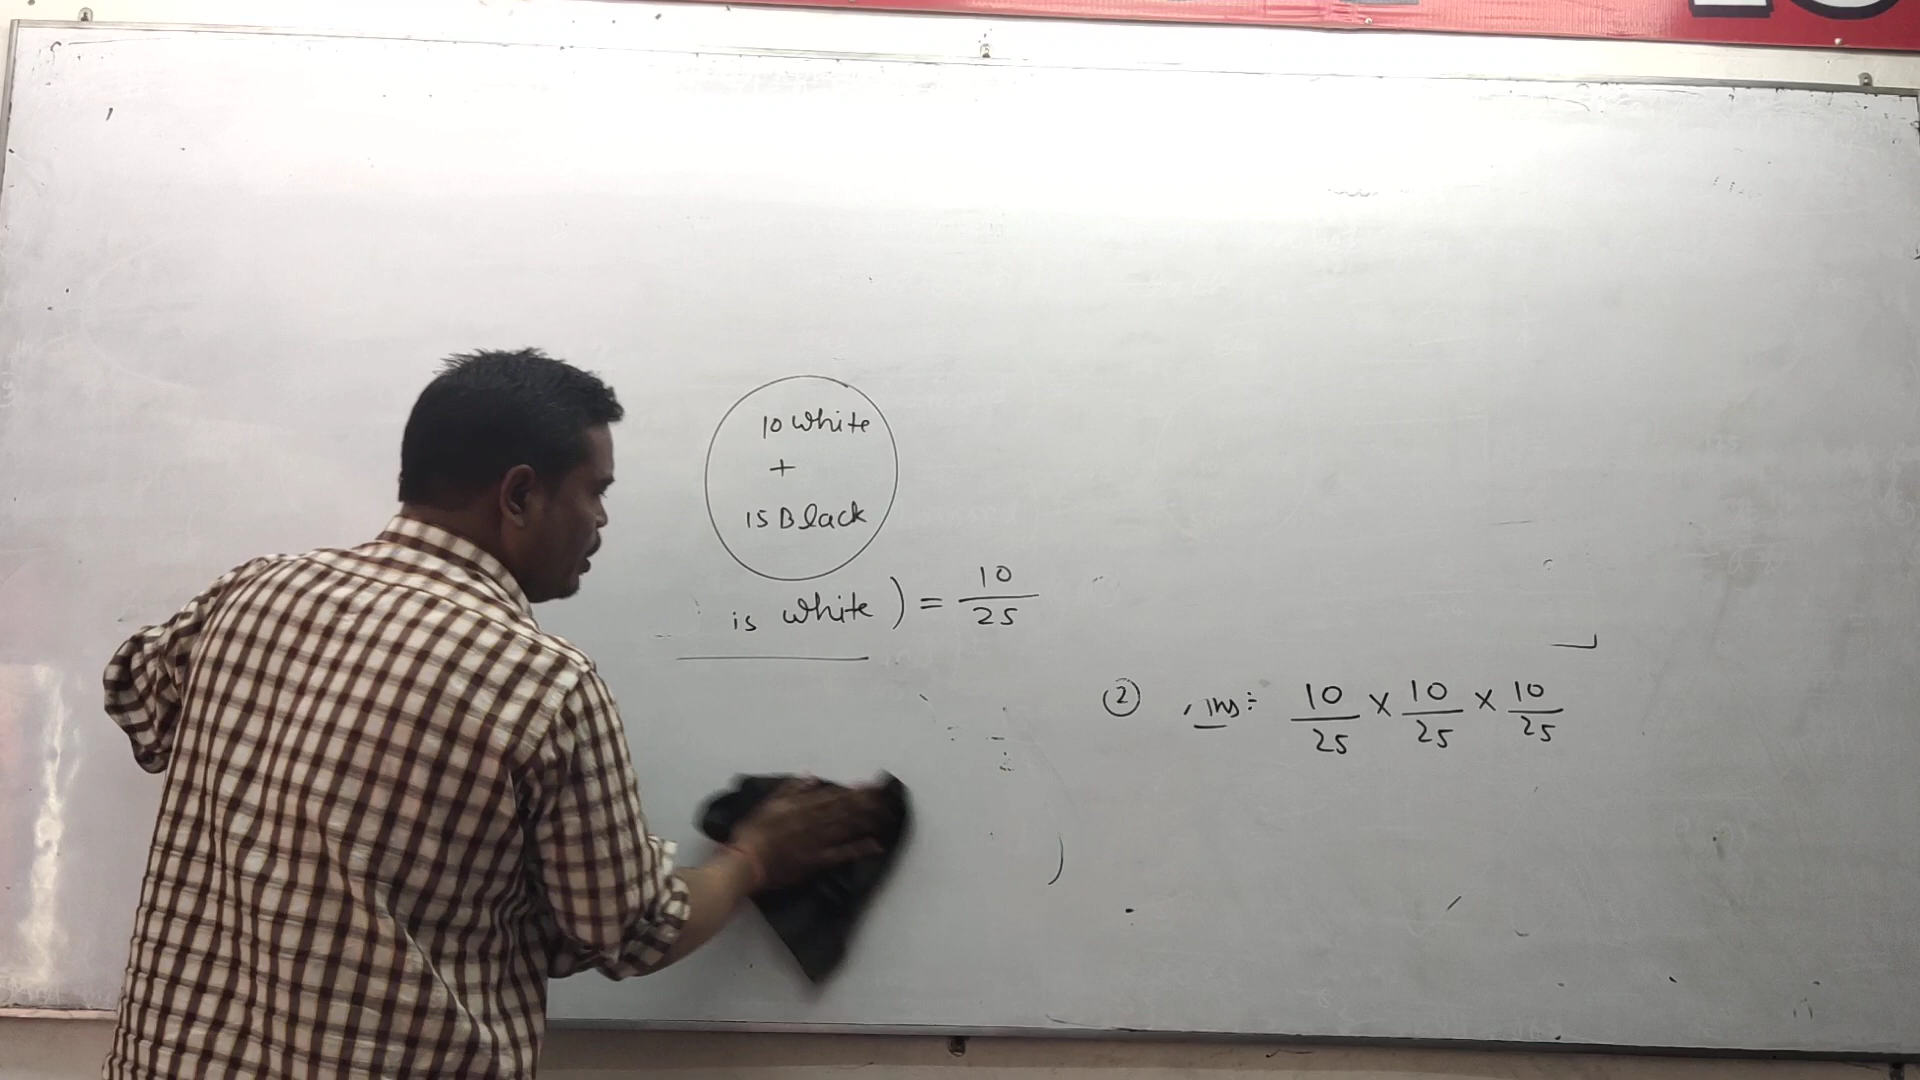 10 white
+
15 Black
is white ) = 10/25
② Ans:- 10/25 × 10/25 × 10/25